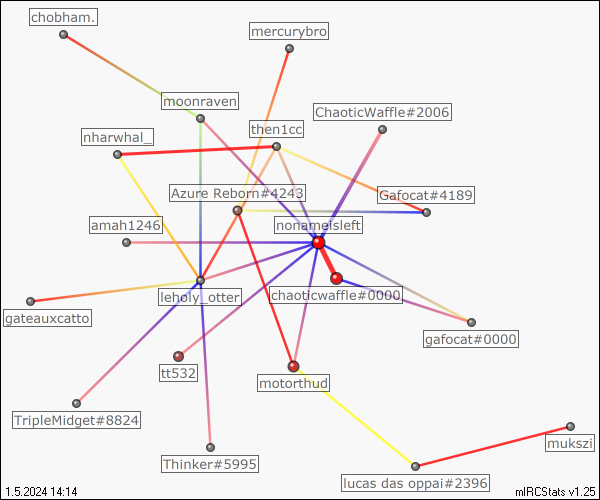 chobham.
mercurybro
moonraven
ChaoticWaffle#2006
then1cc
nharwhal_
Azure Reborn#4243
Gafocat#4189
amah1246
nonameisleft
leholy_otter
chaoticwaffle#0000
gateauxcatto
gafocat#0000
tt532
motorthud
TripleMidget#8824
mukszi
Thinker#5995
lucas das oppai#2396
1.5.2024 14:14
mIRCStats v1.25